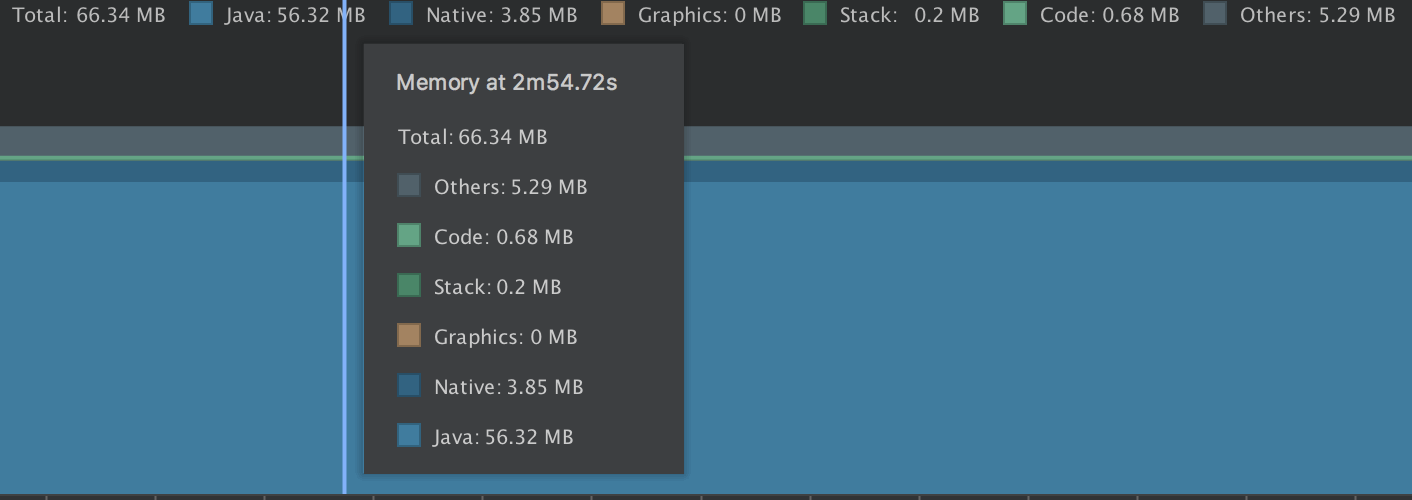 Total: 66.34 MB Java: 56.32 MB Native: 3.85 MB Graphics: 0 MB Stack: 0.2 MB Code: 0.68 MB Others: 5.29 MB
Memory at 2m54.72s
Total: 66.34 MB
Others: 5.29 MB
Code: 0.68 MB
Stack: 0.2 MB
Graphics: 0 MB
Native: 3.85 MB
Java: 56.32 MB